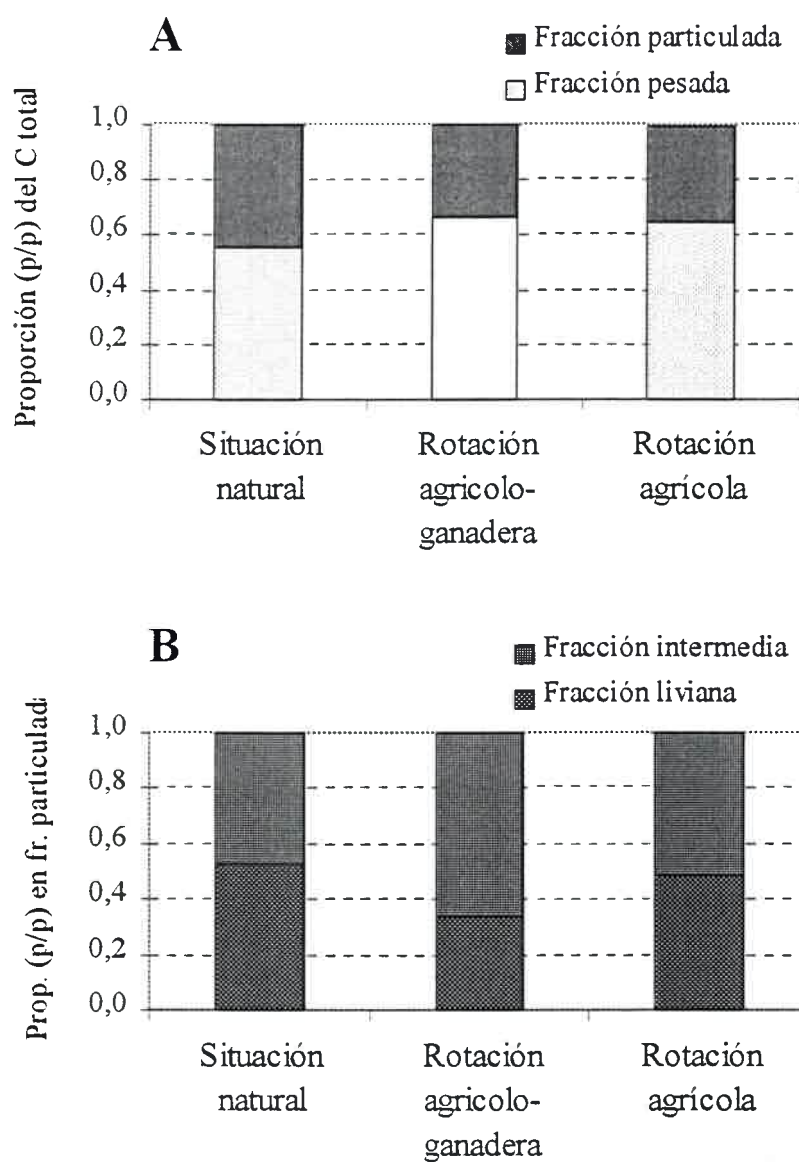 A
Fracción particulada
Fracción pesada
Proporción (p/p) del C total
1,0
0,8
0,6
0,4
0,2
0,0
Situación
natural
Rotación
agricolo-
ganadera
Rotación
agrícola
B
Fracción intermedia
Fracción liviana
Prop. (p/p) en fr. particulada
1,0
0,8
0,6
0,4
0,2
0,0
Situación
natural
Rotación
agricolo-
ganadera
Rotación
agrícola